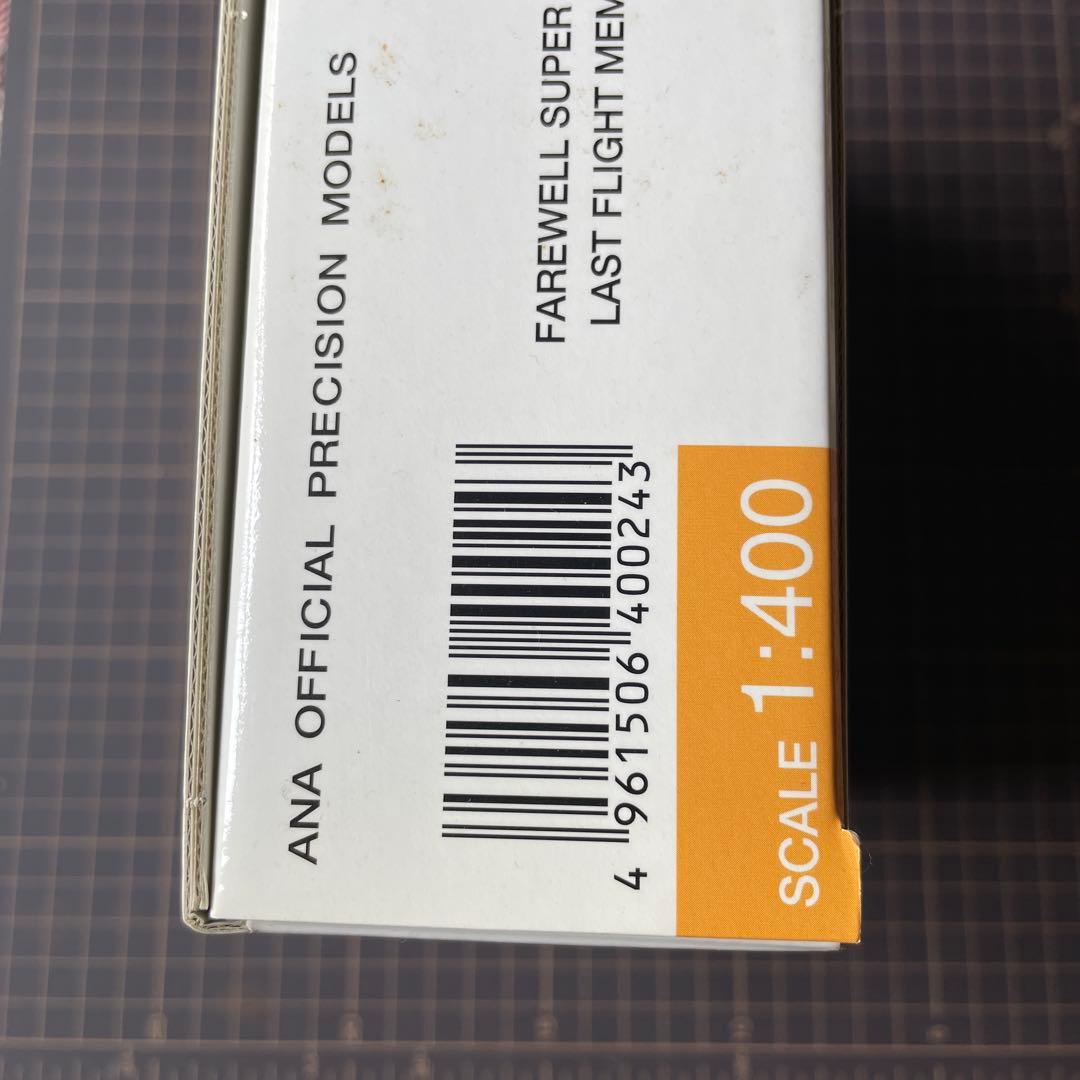 ANA OFFICIAL PRECISION MODELS
FAREWELL SUPER
LAST FLIGHT MEM
4 961506 400243
SCALE 1:400